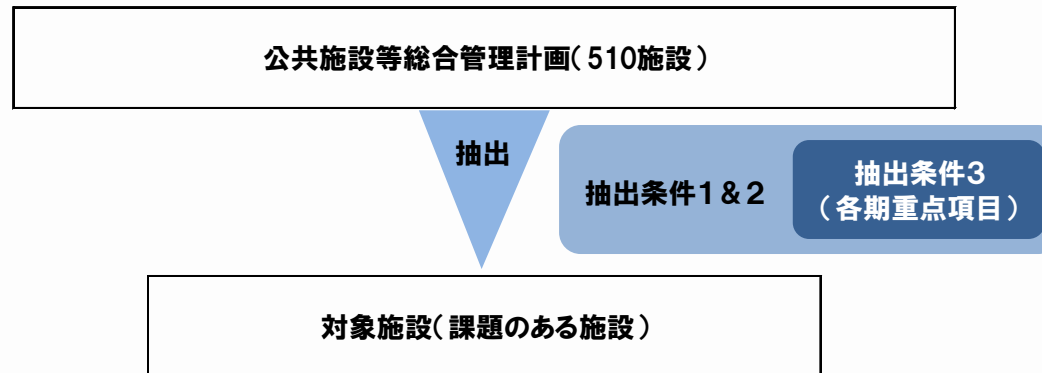 公共施設等総合管理計画(510施設)
抽出
抽出条件1&2
抽出条件3
(各期重点項目)
対象施設(課題のある施設)